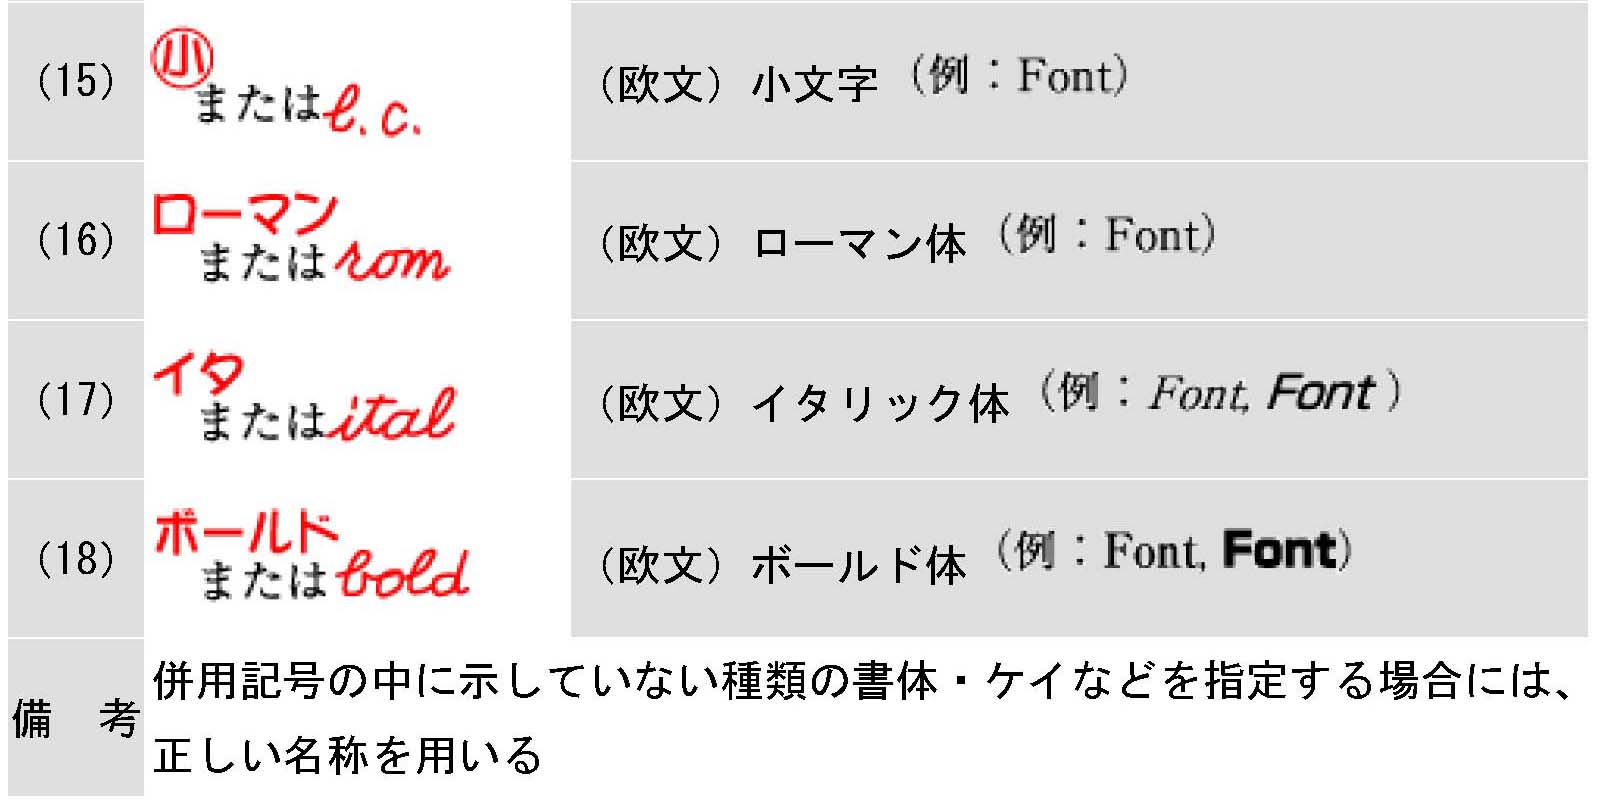 (15) ㊙小 または l.c. （欧文）小文字（例：Font）
(16) ローマン または rom （欧文）ローマン体（例：Font）
(17) イタ または ital （欧文）イタリック体（例：Font, Font）
(18) ボールド または bold （欧文）ボールド体（例：Font, Font）
備　考 併用記号の中に示していない種類の書体・ケイなどを指定する場合には、
正しい名称を用いる